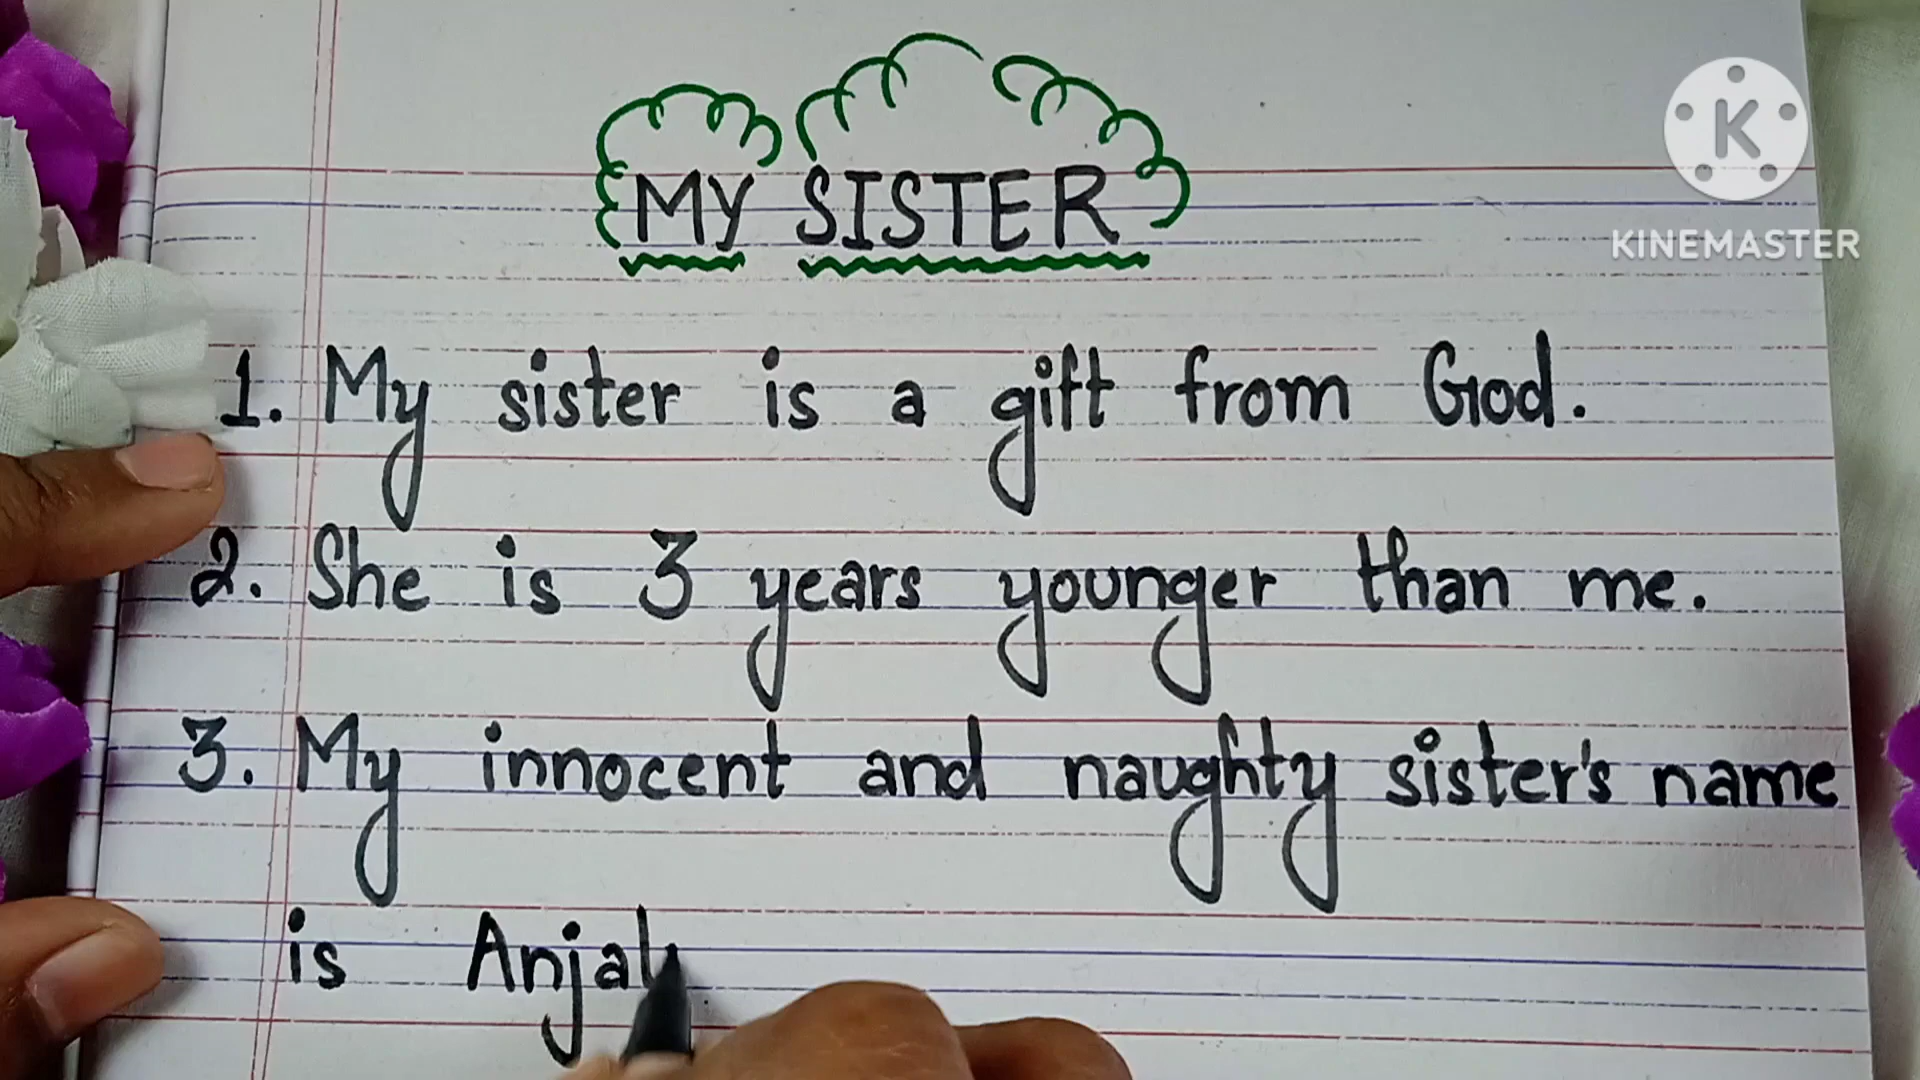 MY SISTER
KINEMASTER
1. My sister is a gift from God.
2. She is 3 years younger than me.
3. My innocent and naughty sister's name
is Anjal